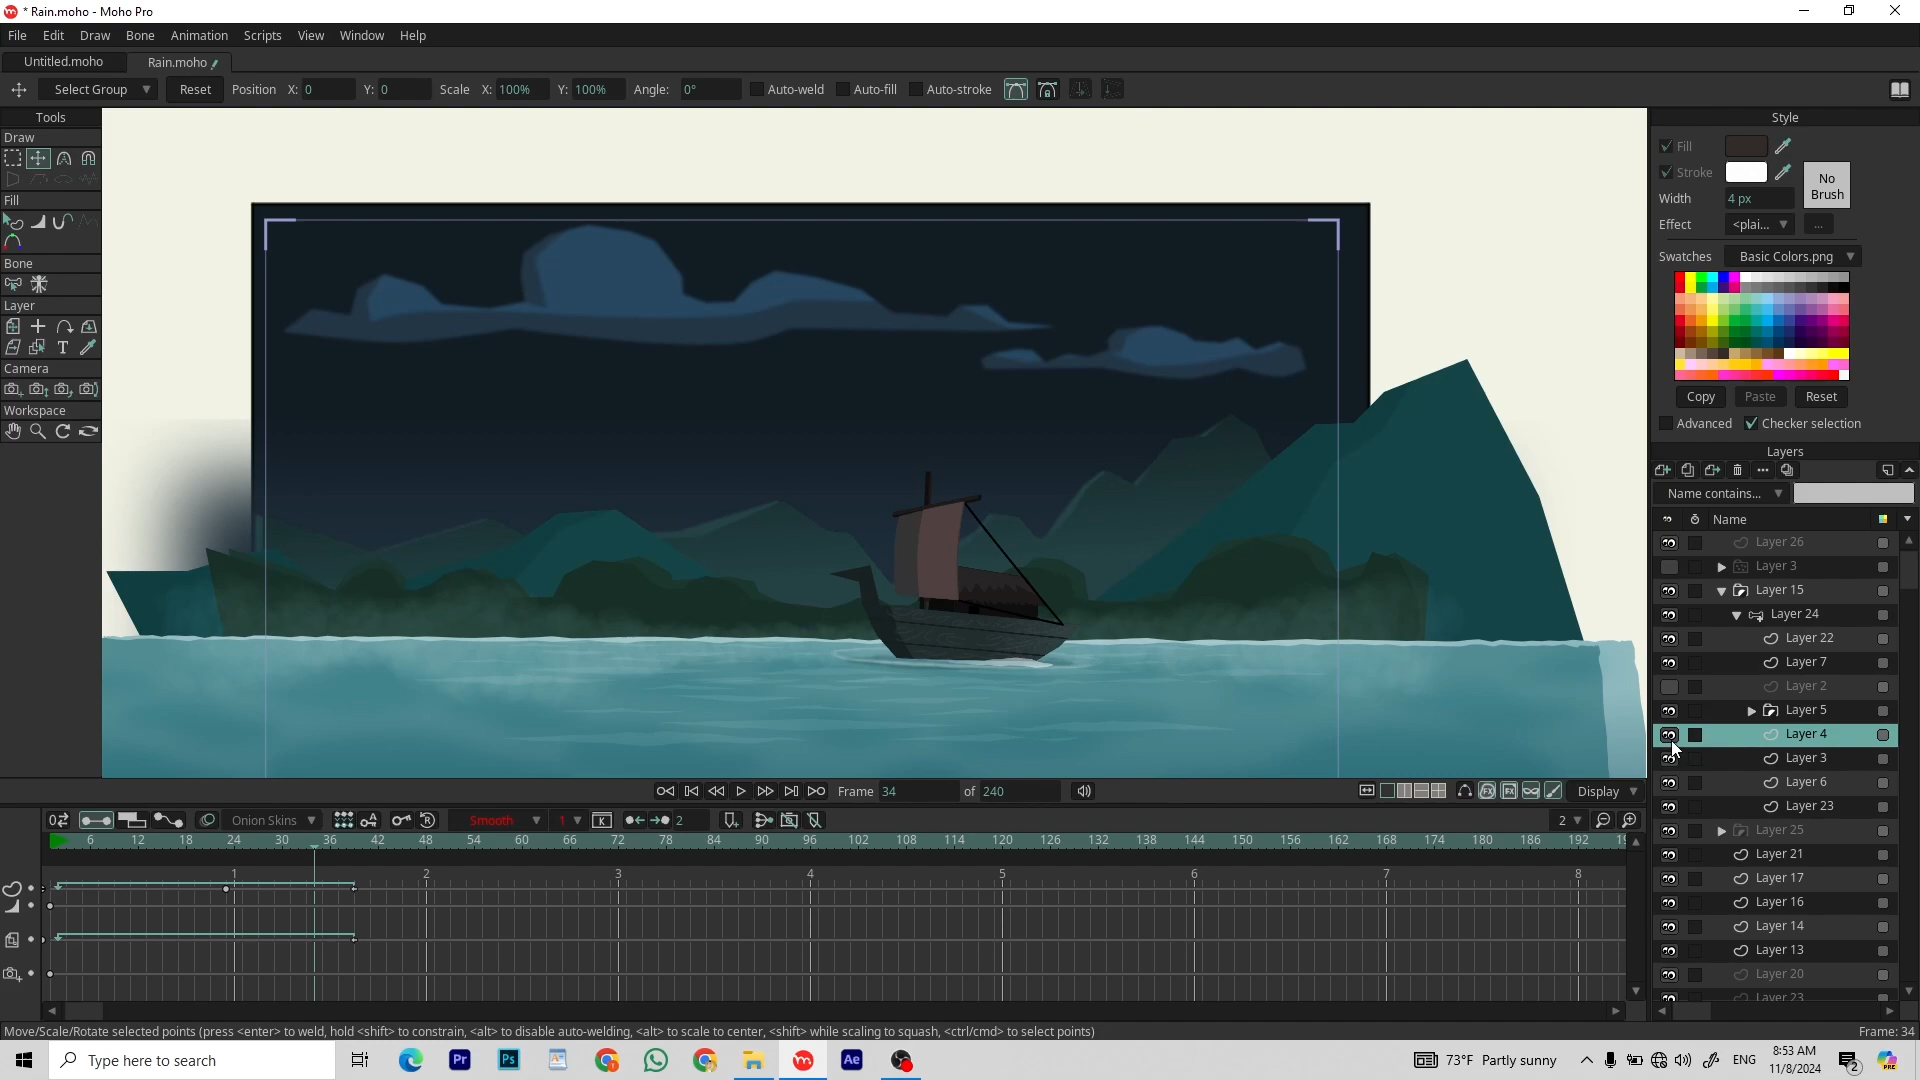 * Rain.moho - Moho Pro
File Edit Draw Bone Animation Scripts View Window Help
Untitled.moho Rain.moho
Select Group Reset Position X: 0 Y: 0 Scale X: 100% Y: 100% Angle: 0° Auto-weld Auto-fill Auto-stroke
Tools
Draw
Fill
Bone
Layer
Camera
Workspace
Style
Fill
Stroke
No Brush
Width 4 px
Effect <plai... ...
Swatches Basic Colors.png
Copy Paste Reset
Advanced Checker selection
Layers
Name contains...
Name
Layer 26
Layer 3
Layer 15
Layer 24
Layer 22
Layer 7
Layer 2
Layer 5
Layer 4
Layer 3
Layer 6
Layer 23
Layer 25
Layer 21
Layer 17
Layer 16
Layer 14
Layer 13
Layer 20
Layer 23
Frame 34 of 240 Display
Onion Skins Smooth 1 2 2
6 12 18 24 30 36 42 48 54 60 66 72 78 84 90 96 102 108 114 120 126 132 138 144 150 156 162 168 174 180 186 192
1 2 3 4 5 6 7 8
Move/Scale/Rotate selected points (press <enter> to weld, hold <shift> to constrain, <alt> to disable auto-welding, <alt> to scale to center, <shift> while scaling to squash, <ctrl/cmd> to select points) Frame: 34
Type here to search Pr Ps Ae 73°F Partly sunny ENG 8:53 AM
11/8/2024 2